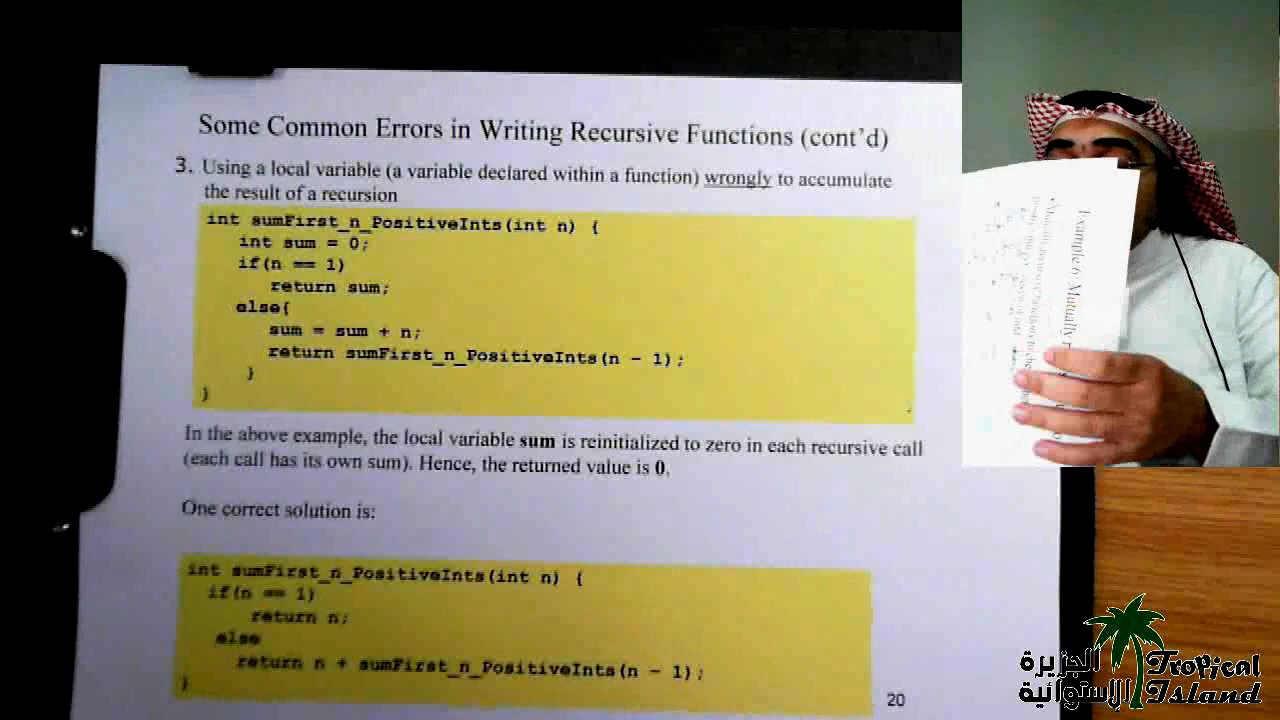 Some Common Errors in Writing Recursive Functions (cont'd)
3. Using a local variable (a variable declared within a function) wrongly to accumulate
the result of a recursion
int sumFirst_n_PositiveInts(int n) {
int sum = 0;
if(n == 1)
return sum;
else{
sum = sum + n;
return sumFirst_n_PositiveInts(n - 1);
}
}
In the above example, the local variable sum is reinitialized to zero in each recursive call
(each call has its own sum). Hence, the returned value is 0.
One correct solution is:
int sumFirst_n_PositiveInts(int n) {
if(n == 1)
return n;
else
return n + sumFirst_n_PositiveInts(n - 1);
}
20
Example 6 Mutually
الجزيرة
الإستوائية
Tropical
Island